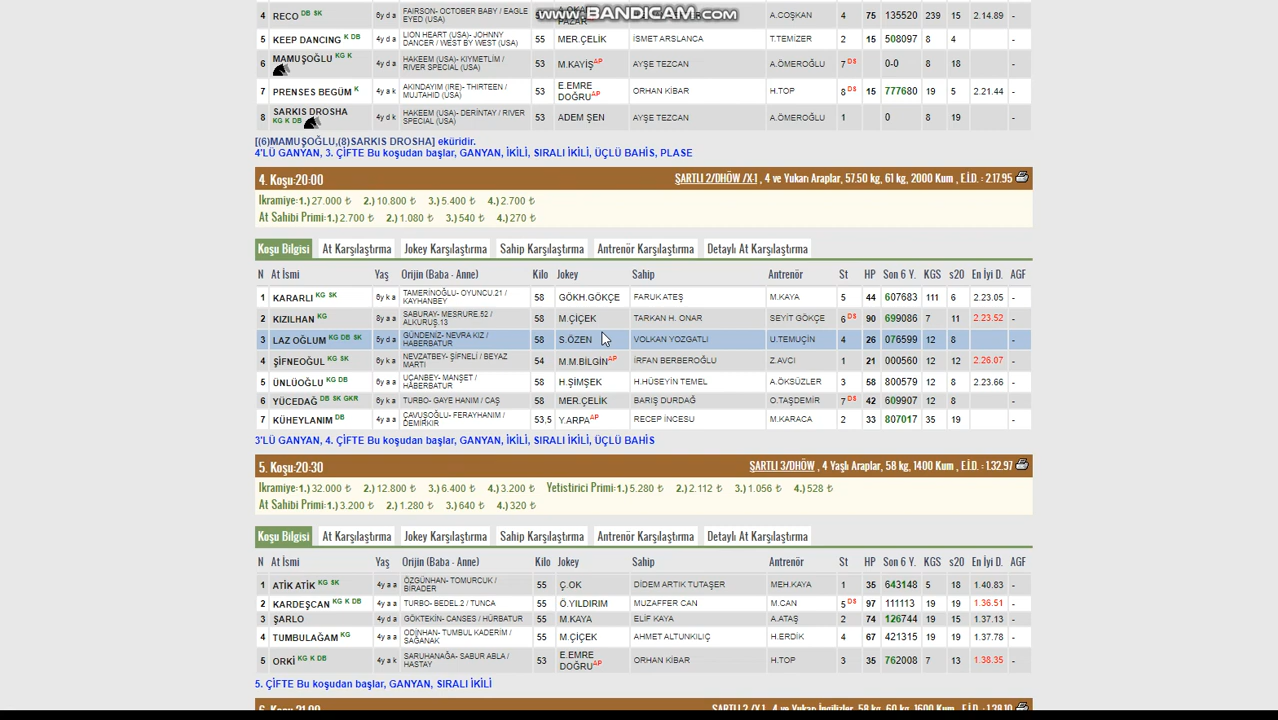 www.BANDICAM.com
4 RECO DB SK 8y d a FAIRSON- OCTOBER BABY / EAGLE EYED (USA) A.COŞKAN 4 75 135520 239 15 2.14.89 -
5 KEEP DANCING K DB 4y d a LION HEART (USA)- JOHNNY DANCER / WEST BY WEST (USA) 55 MER.ÇELİK İSMET ARSLANCA T.TEMİZER 2 15 508097 8 4 -
6 MAMUŞOĞLU KG K 4y d a HAKEEM (USA)- KIYMETLİM / RIVER SPECIAL (USA) 53 M.KAYİŞ AP AYŞE TEZCAN A.ÖMEROĞLU 7 DS 0-0 8 18 -
7 PRENSES BEGÜM K 4y a k AKINDAYIM (IRE)- THIRTEEN / MUJTAHID (USA) 53 E.EMRE DOĞRU AP ORHAN KİBAR H.TOP 8 DS 15 777680 19 5 2.21.44 -
8 SARKIS DROSHA KG K DB 4y d k HAKEEM (USA)- DERİNTAY / RIVER SPECIAL (USA) 53 ADEM ŞEN AYŞE TEZCAN A.ÖMEROĞLU 1 0 8 19 -
[(6)MAMUŞOĞLU,(8)SARKIS DROSHA] eküridir.
4'LÜ GANYAN, 3. ÇİFTE Bu koşudan başlar, GANYAN, İKİLİ, SIRALI İKİLİ, ÜÇLÜ BAHİS, PLASE
4. Koşu:20:00 ŞARTLI 2/DHÖW /X-1 , 4 ve Yukarı Araplar, 57.50 kg, 61 kg, 2000 Kum , E.İ.D. : 2.17.95
İkramiye: 1.) 27.000 ₺ 2.) 10.800 ₺ 3.) 5.400 ₺ 4.) 2.700 ₺
At Sahibi Primi: 1.) 2.700 ₺ 2.) 1.080 ₺ 3.) 540 ₺ 4.) 270 ₺
Koşu Bilgisi At Karşılaştırma Jokey Karşılaştırma Sahip Karşılaştırma Antrenör Karşılaştırma Detaylı At Karşılaştırma
N At İsmi Yaş Orijin (Baba - Anne) Kilo Jokey Sahip Antrenör St HP Son 6 Y. KGS s20 En İyi D. AGF
1 KARARLI KG SK 8y k a TAMERİNOĞLU- OYUNCU.21 / KAYHANBEY 58 GÖKH.GÖKÇE FARUK ATEŞ M.KAYA 5 44 607683 111 6 2.23.05 -
2 KIZILHAN KG 8y a a SABURAY- MESRURE.52 / ALKURUŞ.13 58 M.ÇİÇEK TARKAN H. ONAR SEYİT GÖKÇE 6 DS 90 699086 7 11 2.23.52 -
3 LAZ OĞLUM KG DB SK 5y d a GÜNDENİZ- NEVRA KIZ / HABERBATUR 58 S.ÖZEN VOLKAN YOZGATLI U.TEMUÇİN 4 26 076599 12 8 -
4 ŞİFNEOĞUL KG SK 6y k a NEVZATBEY- ŞİFNELİ / BEYAZ MARTI 54 M.M.BİLGİN AP İRFAN BERBEROĞLU Z.AVCI 1 21 000560 12 12 2.26.07 -
5 ÜNLÜOĞLU KG DB 6y a a UÇANBEY- MANŞET / HABERBATUR 58 H.ŞİMŞEK H.HÜSEYİN TEMEL A.ÖKSÜZLER 3 58 800579 12 8 2.23.66 -
6 YÜCEDAĞ DB SK GKR 8y k a TURBO- GAYE HANIM / CAŞ 58 MER.ÇELİK BARIŞ DURDAĞ O.TAŞDEMİR 7 DS 42 609907 12 8 -
7 KÜHEYLANIM DB 4y a a ÇAVUŞOĞLU- FERAYHANIM / DEMİRKIR 53,5 Y.ARPA AP RECEP İNCESU M.KARACA 2 33 807017 35 19 -
3'LÜ GANYAN, 4. ÇİFTE Bu koşudan başlar, GANYAN, İKİLİ, SIRALI İKİLİ, ÜÇLÜ BAHİS
5. Koşu:20:30 ŞARTLI 3/DHÖW , 4 Yaşlı Araplar, 58 kg, 1400 Kum , E.İ.D. : 1.32.97
İkramiye: 1.) 32.000 ₺ 2.) 12.800 ₺ 3.) 6.400 ₺ 4.) 3.200 ₺ Yetistirici Primi: 1.) 5.280 ₺ 2.) 2.112 ₺ 3.) 1.056 ₺ 4.) 528 ₺
At Sahibi Primi: 1.) 3.200 ₺ 2.) 1.280 ₺ 3.) 640 ₺ 4.) 320 ₺
Koşu Bilgisi At Karşılaştırma Jokey Karşılaştırma Sahip Karşılaştırma Antrenör Karşılaştırma Detaylı At Karşılaştırma
N At İsmi Yaş Orijin (Baba - Anne) Kilo Jokey Sahip Antrenör St HP Son 6 Y. KGS s20 En İyi D. AGF
1 ATİK ATİK KG SK 4y a a ÖZGÜNHAN- TOMURCUK / BİRADER 55 Ç.OK DİDEM ARTIK TUTAŞER MEH.KAYA 1 35 643148 5 18 1.40.83 -
2 KARDEŞCAN KG K DB 4y a a TURBO- BEDEL.2 / TUNCA 55 Ö.YILDIRIM MUZAFFER CAN M.CAN 5 DS 97 111113 19 19 1.36.51 -
3 ŞARLO 4y d a GÖKTEKİN- CANSES / HÜRBATUR 55 M.KAYA ELİF KAYA A.ATAŞ 2 74 126744 19 15 1.37.13 -
4 TUMBULAĞAM KG 4y a a ODİNHAN- TUMBUL KADERİM / SAĞANAK 55 M.ÇİÇEK AHMET ALTUNKILIÇ H.ERDİK 4 67 421315 19 19 1.37.78 -
5 ORKİ KG K DB 4y a k SARUHANAĞA- SABUR ABLA / HASTAY 53 E.EMRE DOĞRU AP ORHAN KİBAR H.TOP 3 35 762008 7 13 1.38.35 -
5. ÇİFTE Bu koşudan başlar, GANYAN, SIRALI İKİLİ